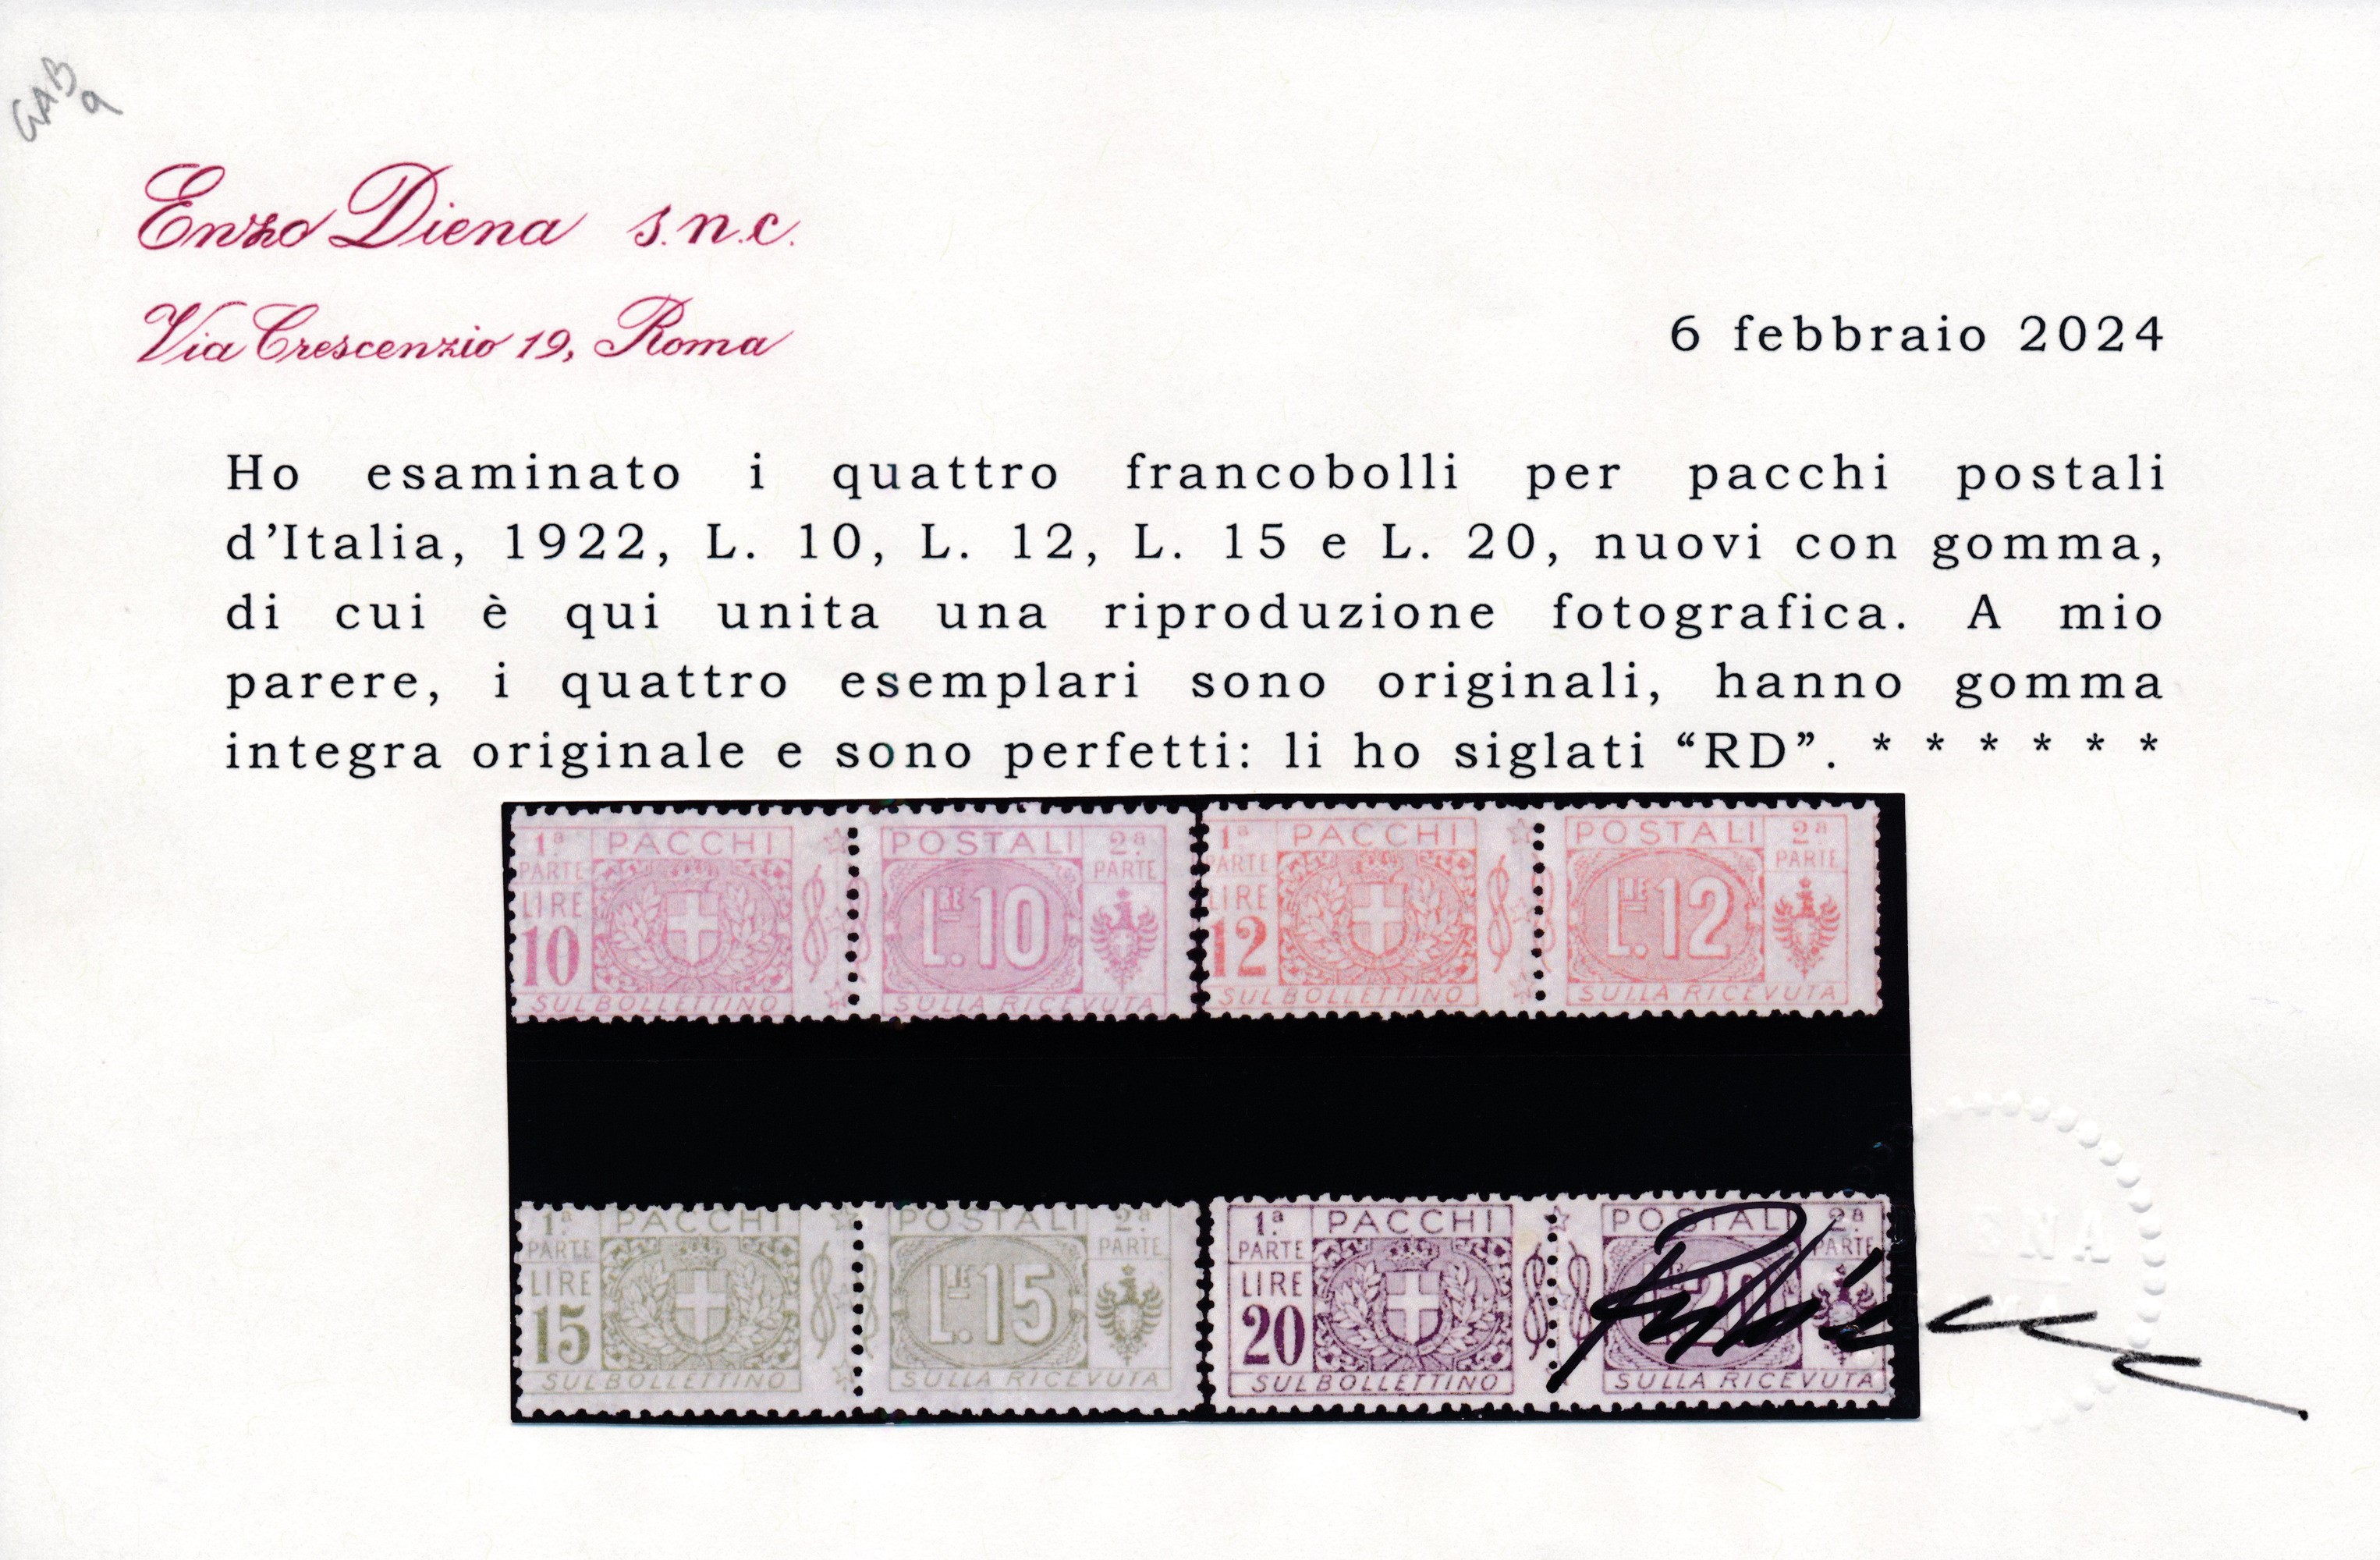 GAB
a
Enzo Diena s.n.c.
Via Crescenzio 19, Roma
6 febbraio 2024
Ho esaminato i quattro francobolli per pacchi postali
d’Italia, 1922, L. 10, L. 12, L. 15 e L. 20, nuovi con gomma,
di cui è qui unita una riproduzione fotografica. A mio
parere, i quattro esemplari sono originali, hanno gomma
integra originale e sono perfetti: li ho siglati “RD”. * * * * * *
1ª PARTE PACCHI POSTALI 2ª PARTE
LIRE 10 L.RE 10
SUL BOLLETTINO SULLA RICEVUTA
1ª PARTE PACCHI POSTALI 2ª PARTE
LIRE 12 L.RE 12
SUL BOLLETTINO SULLA RICEVUTA
1ª PARTE PACCHI POSTALI 2ª PARTE
LIRE 15 L.RE 15
SUL BOLLETTINO SULLA RICEVUTA
1ª PARTE PACCHI POSTALI 2ª PARTE
LIRE 20 20
SUL BOLLETTINO SULLA RICEVUTA